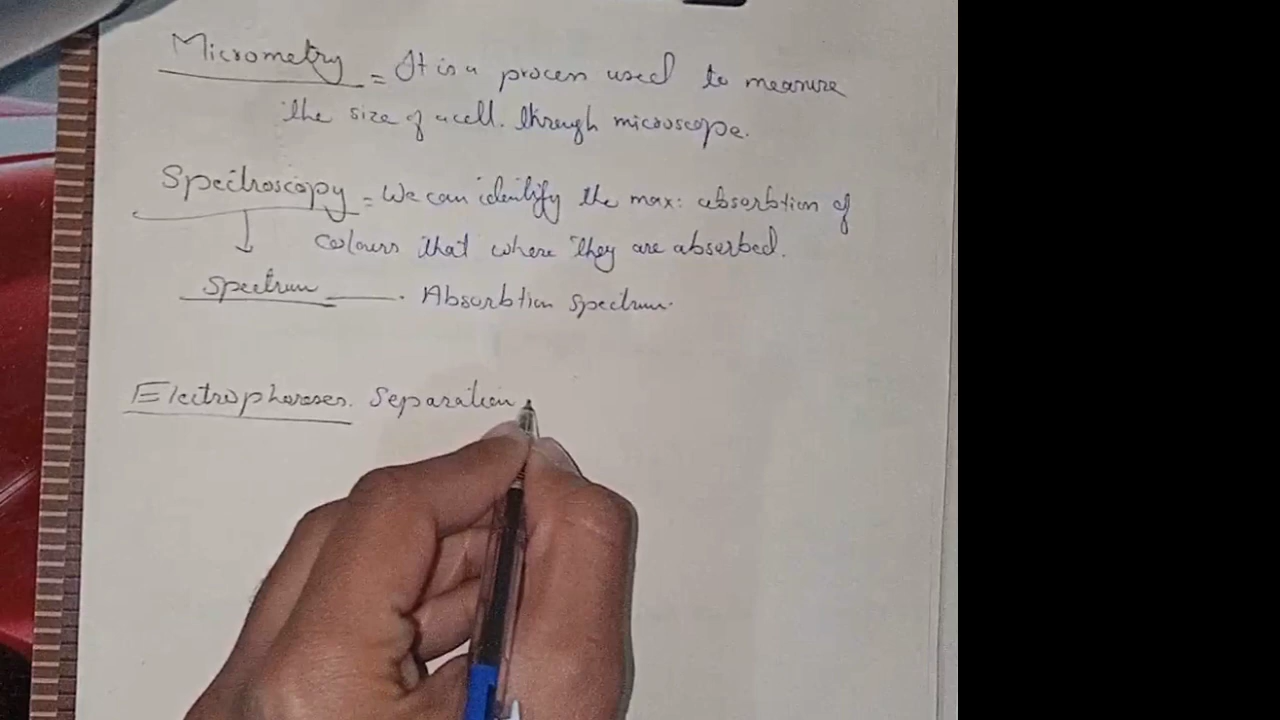 Micrometry = It is a process used to measure
the size of a cell. through microscope.
Spectroscopy = We can identify the max: absorbtion of
colours that where they are absorbed.
Spectrum . Absorbtion spectrum.
Electrophoreses. Separation